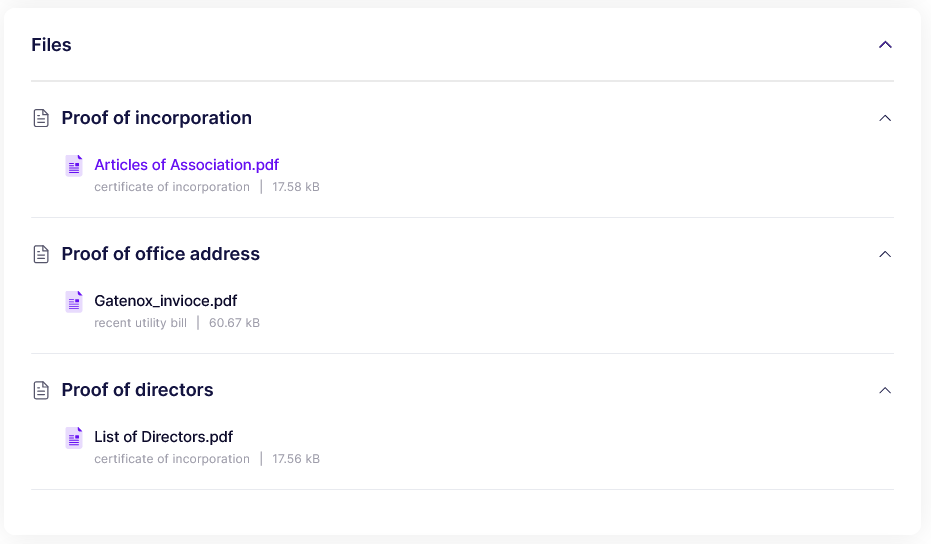 Files
Proof of incorporation
Articles of Association.pdf
certificate of incorporation | 17.58 kB
Proof of office address
Gatenox_invioce.pdf
recent utility bill | 60.67 kB
Proof of directors
List of Directors.pdf
certificate of incorporation | 17.56 kB